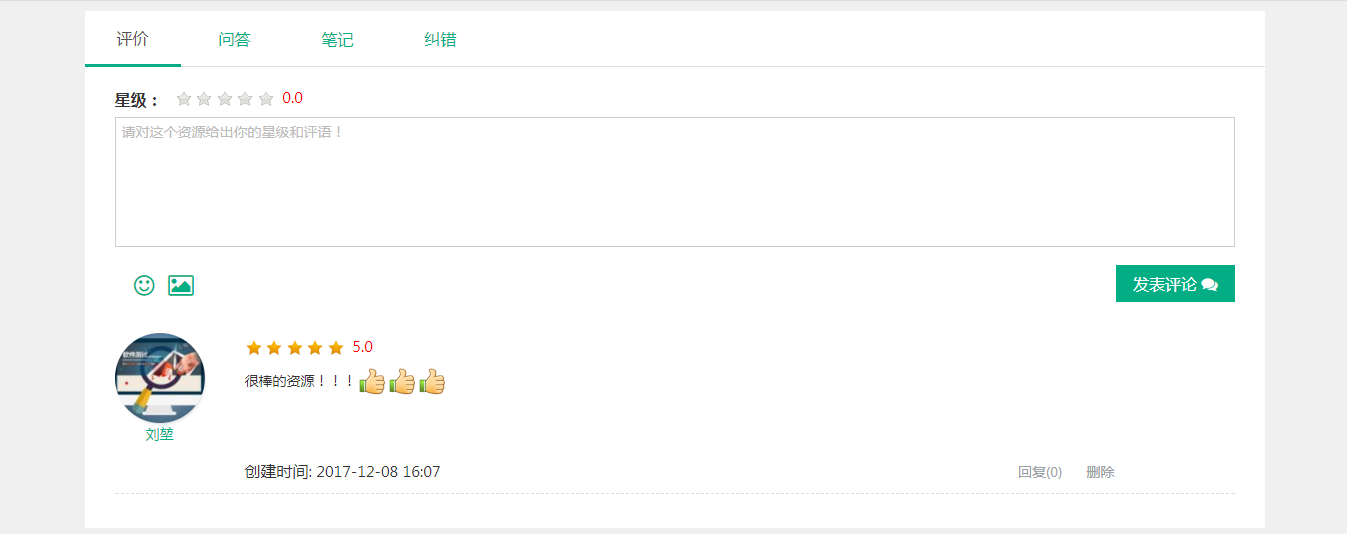 评价 问答 笔记 纠错
星级： 0.0
请对这个资源给出你的星级和评语！
发表评论
5.0
很棒的资源！！！
刘堃
创建时间: 2017-12-08 16:07 回复(0) 删除